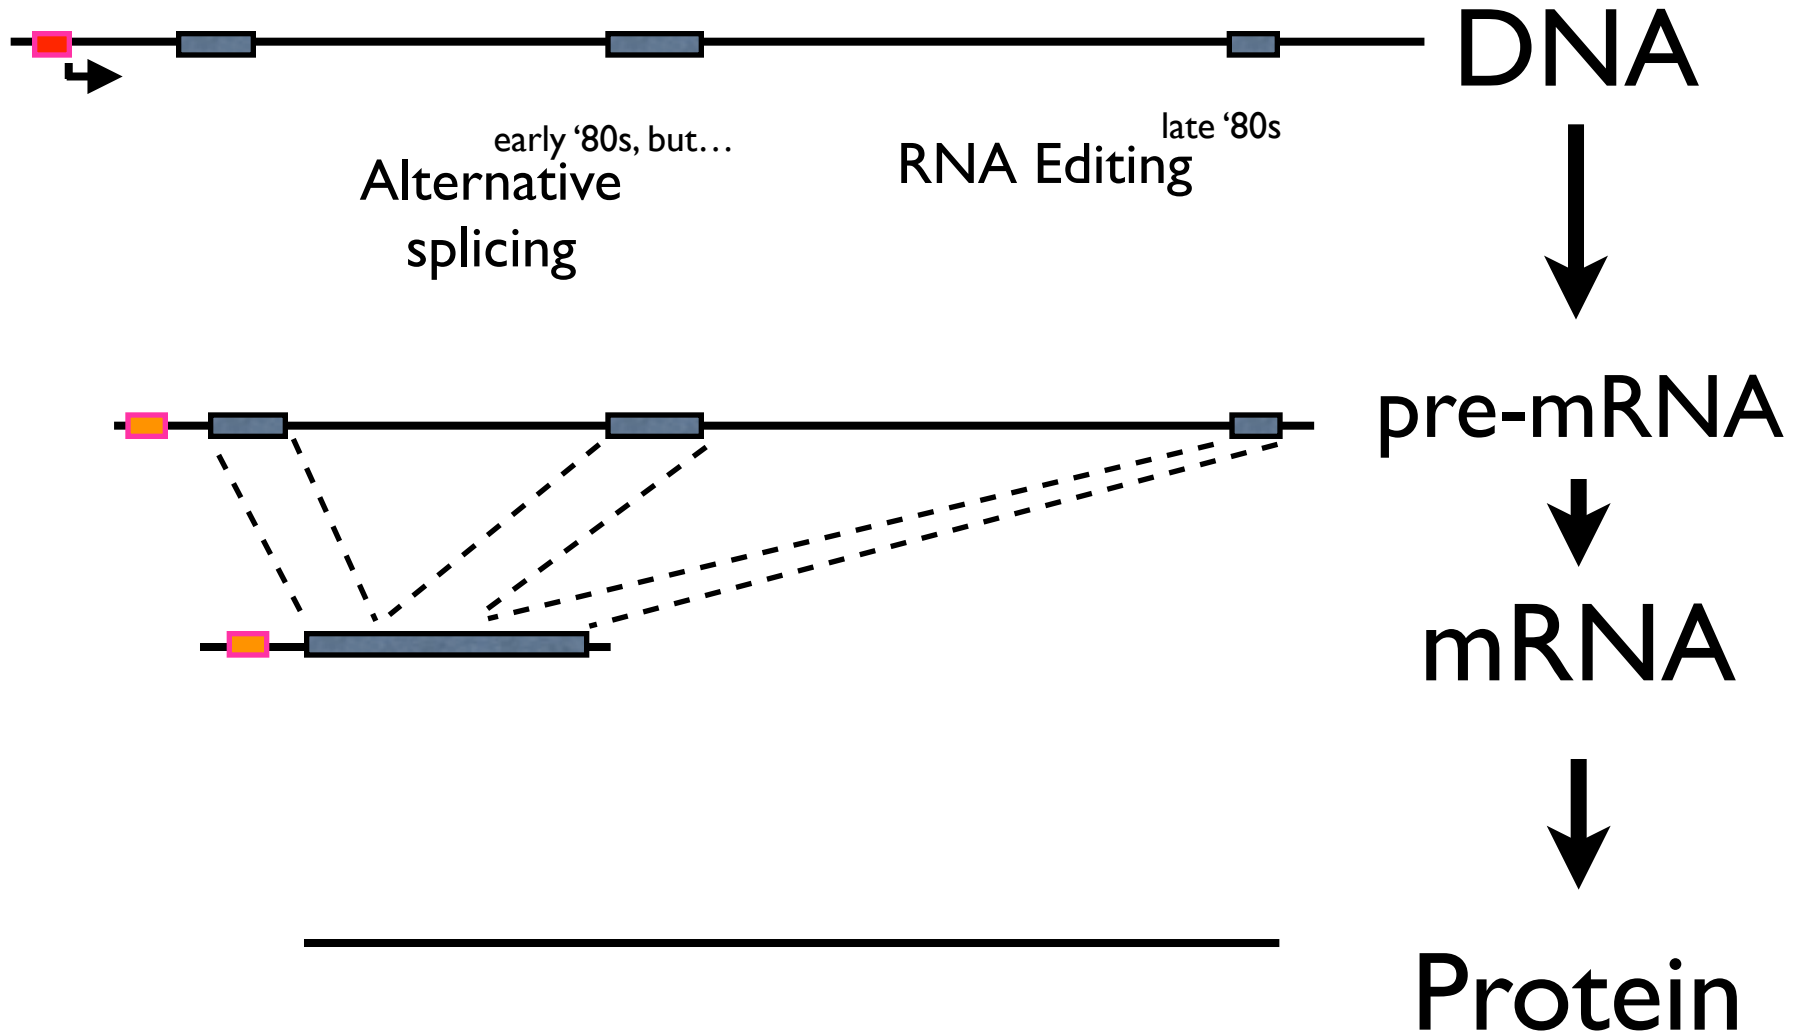 DNA
early ‘80s, but…
Alternative
splicing
late ‘80s
RNA Editing
pre-mRNA
mRNA
Protein